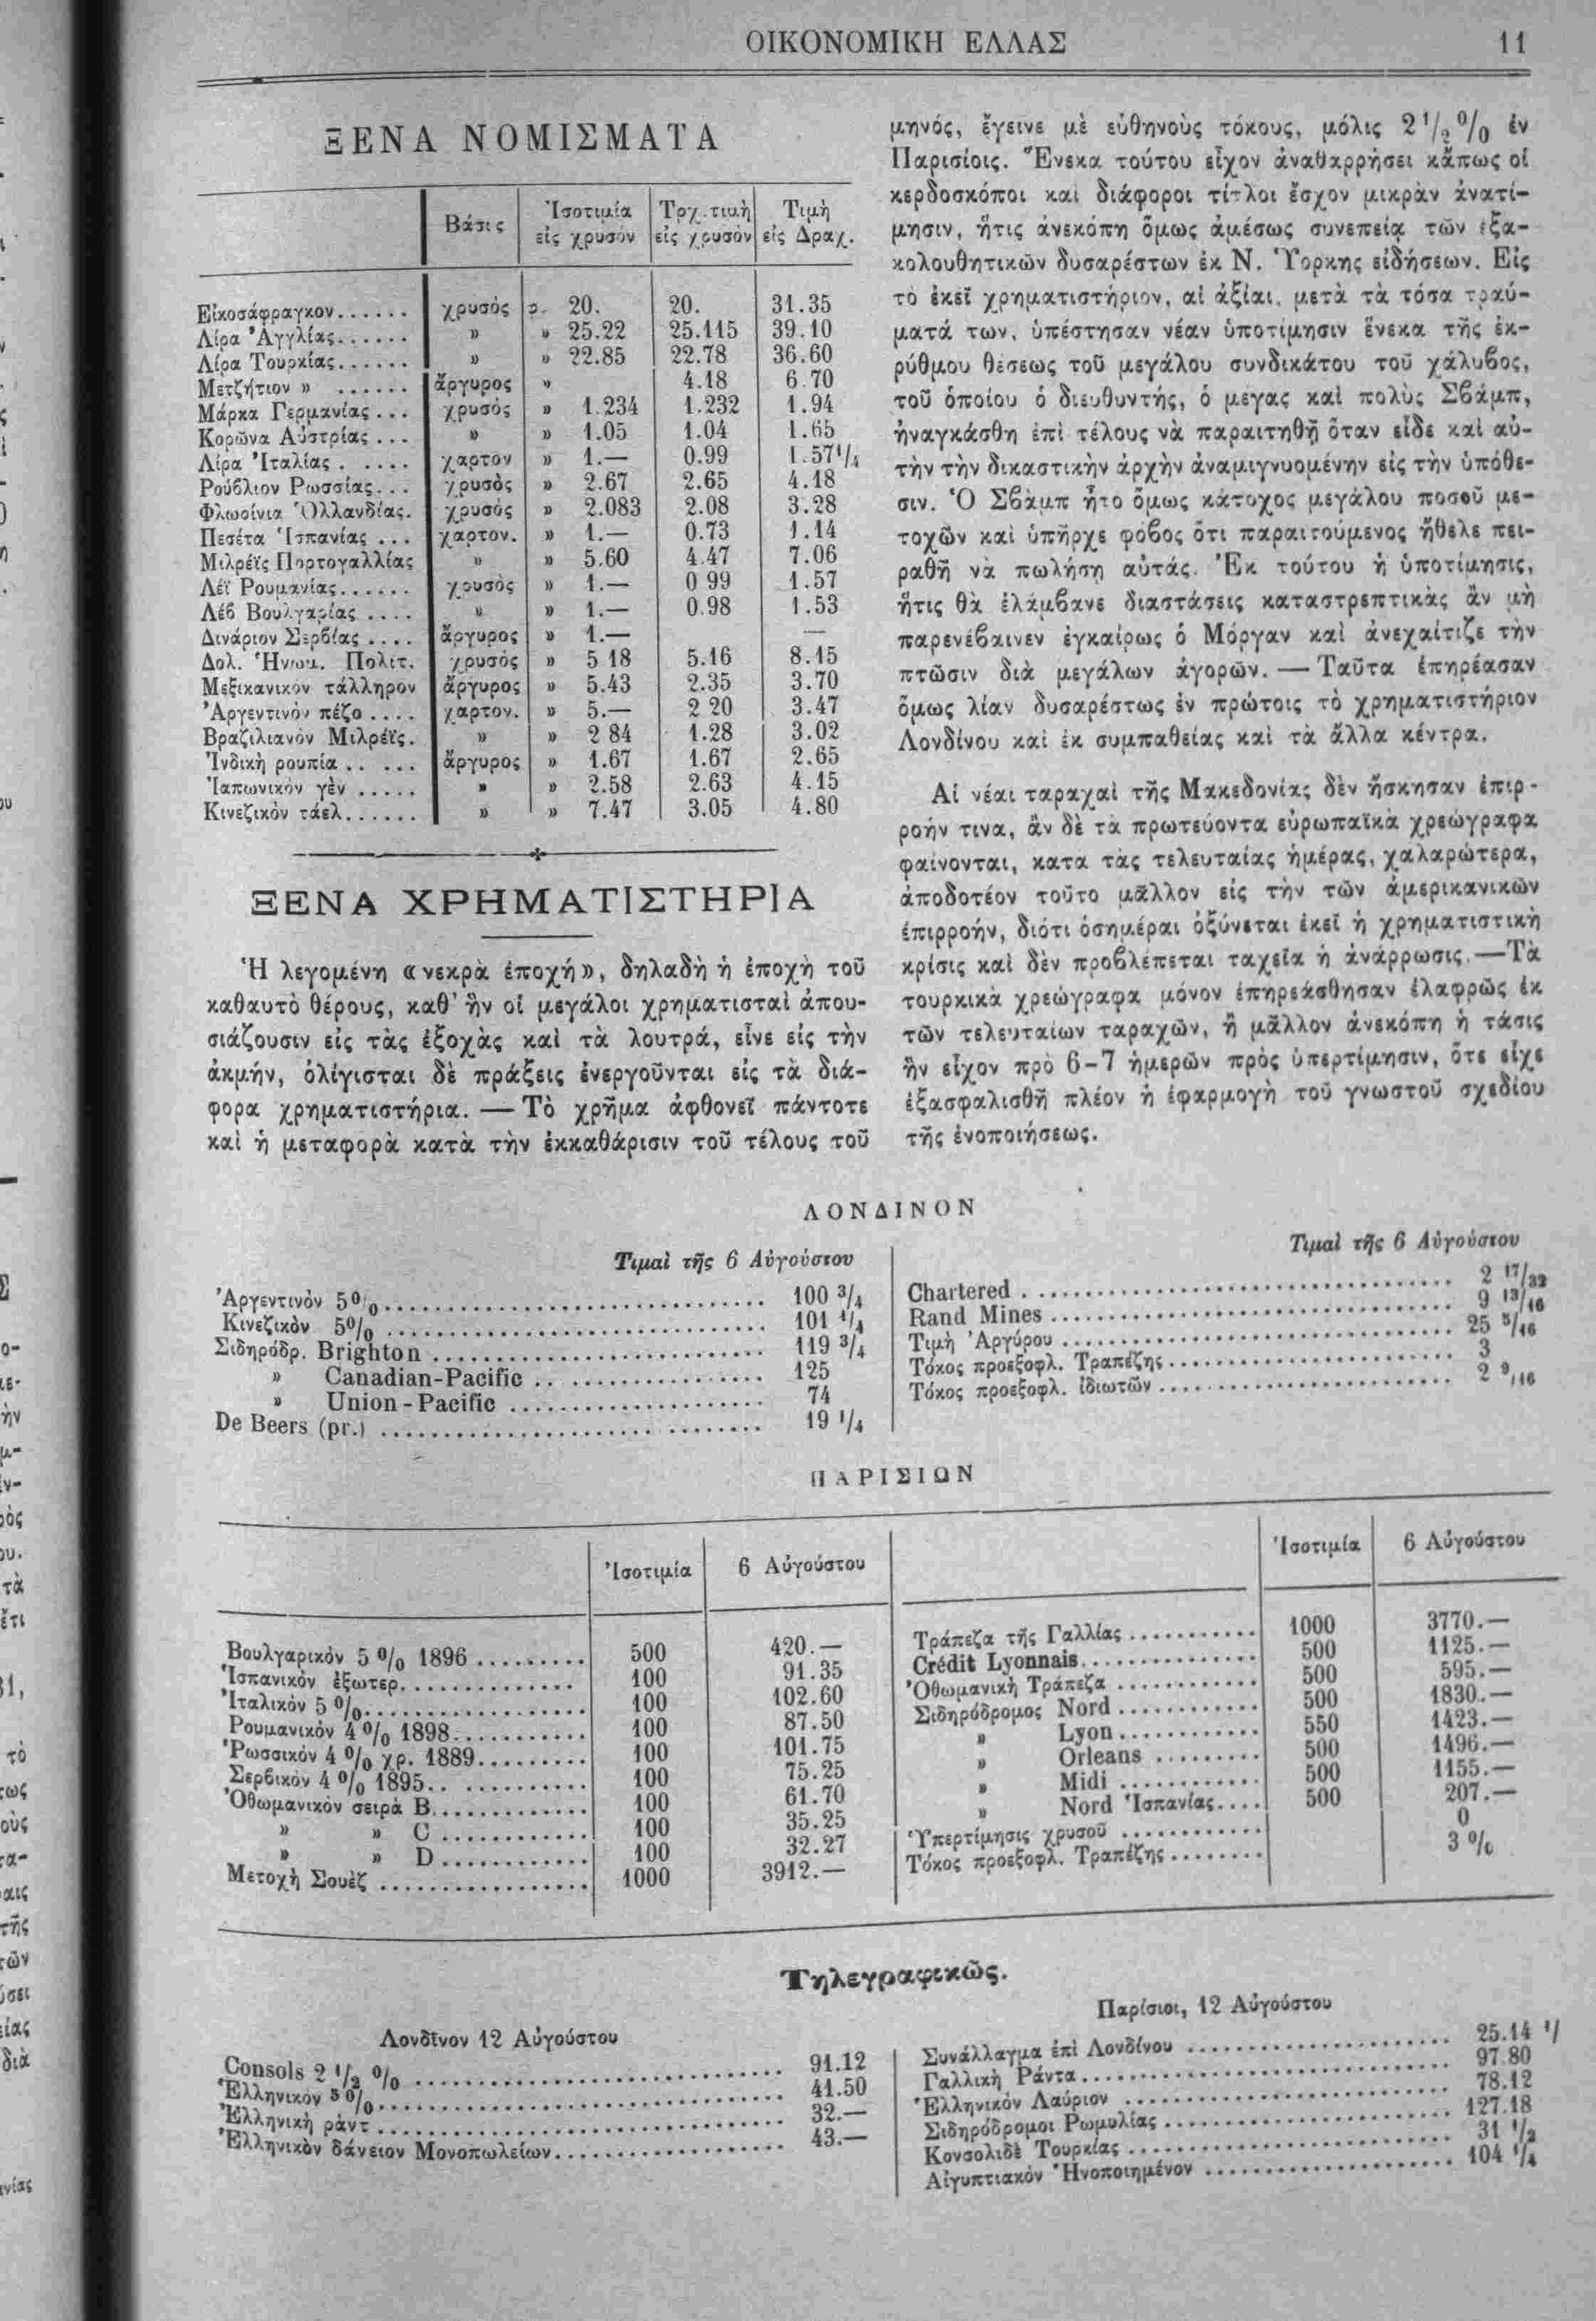 ΟΙΚΟΝΟΜΙΚΗ ΕΛΛΑΣ 11
ΞΕΝΑ ΝΟΜΙΣΜΑΤΑ
Βάσις Ἰσοτιμία εἰς χρυσὸν Τρχ. τιμὴ εἰς χρυσὸν Τιμὴ εἰς Δραχ.
Εἰκοσάφραγκον...... χρυσὸς 20. 20. 31.35
Λίρα Ἀγγλίας...... » » 25.22 25.115 39.10
Λίρα Τουρκίας...... » » 22.85 22.78 36.60
Μετζήτιον » ...... ἄργυρος » 4.18 6.70
Μάρκα Γερμανίας ... χρυσὸς » 1.234 1.232 1.94
Κορῶνα Αὐστρίας ... » » 1.05 1.04 1.65
Λίρα Ἰταλίας ..... χαρτον » 1.— 0.99 1.57 1/4
Ρούβλιον Ρωσσίας... χρυσὸς » 2.67 2.65 4.18
Φλωρίνια Ὁλλανδίας. χρυσὸς » 2.083 2.08 3.28
Πεσέτα Ἱσπανίας ... χαρτον. » 1.— 0.73 1.14
Μιλρέϊς Πορτογαλλίας » » 5.60 4.47 7.06
Λέϊ Ρουμανίας...... χρυσὸς » 1.— 0 99 1.57
Λέβ Βουλγαρίας .... » » 1.— 0.98 1.53
Δινάριον Σερβίας .... ἄργυρος » 1.— —
Δολ. Ἡνωμ. Πολιτ. χρυσὸς » 5 18 5.16 8.15
Μεξικανικὸν τάλληρον ἄργυρος » 5.43 2.35 3.70
Ἀργεντινὸν πέζο .... χαρτον. » 5.— 2 20 3.47
Βραζιλιανὸν Μιλρέϊς. » » 2 84 1.28 3.02
Ἰνδικὴ ρουπία ..... ἄργυρος » 1.67 1.67 2.65
Ἰαπωνικὸν γὲν ..... » » 2.58 2.63 4.15
Κινεζικὸν τάελ...... » » 7.47 3.05 4.80
ΞΕΝΑ ΧΡΗΜΑΤΙΣΤΗΡΙΑ
Ἡ λεγομένη «νεκρὰ ἐποχή», δηλαδὴ ἡ ἐποχὴ τοῦ
καθαυτὸ θέρους, καθ' ἣν οἱ μεγάλοι χρηματισταὶ ἀπου-
σιάζουσιν εἰς τὰς ἐξοχὰς καὶ τὰ λουτρά, εἶνε εἰς τὴν
ἀκμήν, ὀλίγισται δὲ πράξεις ἐνεργοῦνται εἰς τὰ διά-
φορα χρηματιστήρια. — Τὸ χρῆμα ἀφθονεῖ πάντοτε
καὶ ἡ μεταφορὰ κατὰ τὴν ἐκκαθάρισιν τοῦ τέλους τοῦ
μηνός, ἔγεινε μὲ εὐθηνοὺς τόκους, μόλις 2 1/2 % ἐν
Παρισίοις. Ἕνεκα τούτου εἶχον ἀναθαρρήσει κἄπως οἱ
κερδοσκόποι καὶ διάφοροι τίτλοι ἔσχον μικρὰν ἀνατί-
μησιν, ἥτις ἀνεκόπη ὅμως ἀμέσως συνεπείᾳ τῶν ἐξα-
κολουθητικῶν δυσαρέστων ἐκ Ν. Ὑόρκης εἰδήσεων. Εἰς
τὸ ἐκεῖ χρηματιστήριον, αἱ ἀξίαι, μετὰ τὰ τόσα τραύ-
ματά των, ὑπέστησαν νέαν ὑποτίμησιν ἕνεκα τῆς ἐκ-
ρύθμου θέσεως τοῦ μεγάλου συνδικάτου τοῦ χάλυβος,
τοῦ ὁποίου ὁ διευθυντής, ὁ μέγας καὶ πολὺς Σβάμπ,
ἠναγκάσθη ἐπὶ τέλους νὰ παραιτηθῇ ὅταν εἶδε καὶ αὐ-
τὴν τὴν δικαστικὴν ἀρχὴν ἀναμιγνυομένην εἰς τὴν ὑπόθε-
σιν. Ὁ Σβὰμπ ἦτο ὅμως κάτοχος μεγάλου ποσοῦ με-
τοχῶν καὶ ὑπῆρχε φόβος ὅτι παραιτούμενος ἤθελε πει-
ραθῆ νὰ πωλήσῃ αὐτάς. Ἐκ τούτου ἡ ὑποτίμησις,
ἥτις θὰ ἐλάμβανε διαστάσεις καταστρεπτικὰς ἂν μὴ
παρενέβαινεν ἐγκαίρως ὁ Μόργαν καὶ ἀνεχαίτιζε τὴν
πτῶσιν διὰ μεγάλων ἀγορῶν. — Ταῦτα ἐπηρέασαν
ὅμως λίαν δυσαρέστως ἐν πρώτοις τὸ χρηματιστήριον
Λονδίνου καὶ ἐκ συμπαθείας καὶ τὰ ἄλλα κέντρα.
Αἱ νέαι ταραχαὶ τῆς Μακεδονίας δὲν ἤσκησαν ἐπιρ-
ροήν τινα, ἂν δὲ τὰ πρωτεύοντα εὐρωπαϊκὰ χρεώγραφα
φαίνονται, κατὰ τὰς τελευταίας ἡμέρας, χαλαρώτερα,
ἀποδοτέον τοῦτο μᾶλλον εἰς τὴν τῶν ἀμερικανικῶν
ἐπιρροήν, διότι ὁσημέραι ὀξύνεται ἐκεῖ ἡ χρηματιστικὴ
κρίσις καὶ δὲν προβλέπεται ταχεῖα ἡ ἀνάρρωσις.—Τὰ
τουρκικὰ χρεώγραφα μόνον ἐπηρεάσθησαν ἐλαφρῶς ἐκ
τῶν τελευταίων ταραχῶν, ἢ μᾶλλον ἀνεκόπη ἡ τάσις
ἣν εἶχον πρὸ 6-7 ἡμερῶν πρὸς ὑπερτίμησιν, ὅτε εἶχε
ἐξασφαλισθῆ πλέον ἡ ἐφαρμογὴ τοῦ γνωστοῦ σχεδίου
τῆς ἑνοποιήσεως.
ΛΟΝΔΙΝΟΝ
Τιμαὶ τῆς 6 Αὐγούστου
Ἀργεντινὸν 5%........ 100 3/4
Κινεζικὸν 5% ........ 101 1/4
Σιδηρόδρ. Brighton ........ 119 3/4
» Canadian-Pacific ........ 125
» Union-Pacific ........ 74
De Beers (pr.) ........ 19 1/4
Τιμαὶ τῆς 6 Αὐγούστου
Chartered ........ 2 17/32
Rand Mines ........ 9 13/16
Τιμὴ Ἀργύρου ........ 25 5/16
Τόκος προεξοφλ. Τραπέζης........ 3
Τόκος προεξοφλ. ἰδιωτῶν ........ 2 9/16
ΠΑΡΙΣΙΩΝ
Ἰσοτιμία 6 Αὐγούστου
Βουλγαρικὸν 5 % 1896 ........ 500 420.—
Ἱσπανικὸν ἐξωτερ........ 100 91.35
Ἰταλικὸν 5 %........ 100 102.60
Ρουμανικὸν 4 % 1898........ 100 87.50
Ῥωσσικὸν 4 % χρ. 1889........ 100 101.75
Σερβικὸν 4 % 1895........ 100 75.25
Ὀθωμανικὸν σειρὰ Β........ 100 61.70
» » C ........ 100 35.25
» » D ........ 100 32.27
Μετοχὴ Σουὲζ ........ 1000 3912.—
Ἰσοτιμία 6 Αὐγούστου
Τράπεζα τῆς Γαλλίας ........ 1000 3770.—
Crédit Lyonnais........ 500 1125.—
Ὀθωμανικὴ Τράπεζα ........ 500 595.—
Σιδηρόδρομος Nord ........ 500 1830.—
» Lyon ........ 550 1423.—
» Orleans ........ 500 1496.—
» Midi ........ 500 1155.—
» Nord Ἱσπανίας.... 500 207.—
Ὑπερτίμησις χρυσοῦ ........ 0
Τόκος προεξοφλ. Τραπέζης ........ 3 %
Τηλεγραφικῶς.
Λονδῖνον 12 Αὐγούστου
Consols 2 1/2 % ........ 91.12
Ἑλληνικὸν 5 %........ 41.50
Ἑλληνικὴ ράντ........ 32.—
Ἑλληνικὸν δάνειον Μονοπωλείων........ 43.—
Παρίσιοι, 12 Αὐγούστου
Συνάλλαγμα ἐπὶ Λονδίνου ........ 25.14
Γαλλικὴ Ράντα........ 97.80
Ἑλληνικὸν Λαύριον ........ 78.12
Σιδηρόδρομοι Ρωμυλίας ........ 127.18
Κονσολιδὲ Τουρκίας ........ 31 1/2
Αἰγυπτιακὸν Ἡνοποιημένον ........ 104 1/4